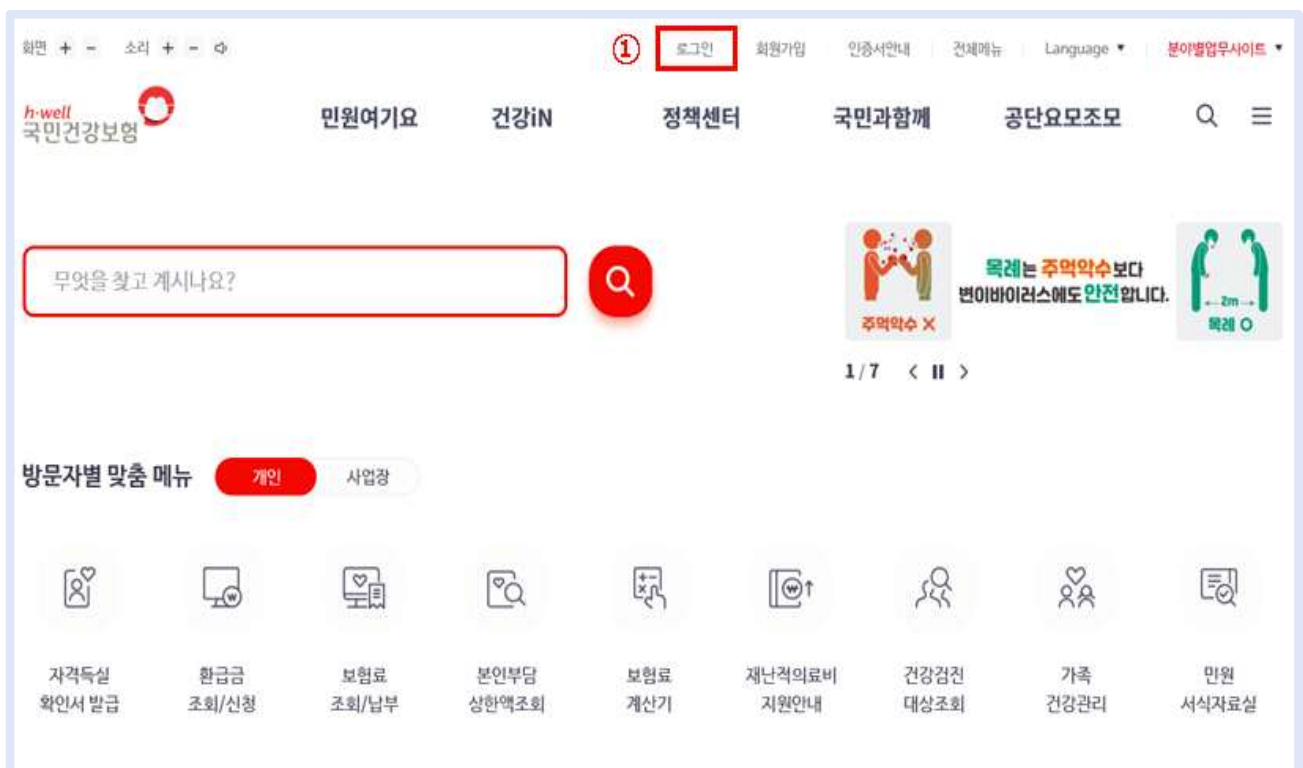 화면 + - 소리 + -
① 로그인 회원가입 인증서안내 전체메뉴 Language ▼ 분야별업무사이트 ▼
h·well
국민건강보험
민원여기요 건강iN 정책센터 국민과함께 공단요모조모
무엇을 찾고 계시나요?
목례는 주먹악수보다
변이바이러스에도 안전합니다.
주먹악수 X
2m
목례 O
1/7
방문자별 맞춤 메뉴 개인 사업장
자격득실 환급금 보험료 본인부담 보험료 재난적의료비 건강검진 가족 민원
확인서 발급 조회/신청 조회/납부 상한액조회 계산기 지원안내 대상조회 건강관리 서식자료실